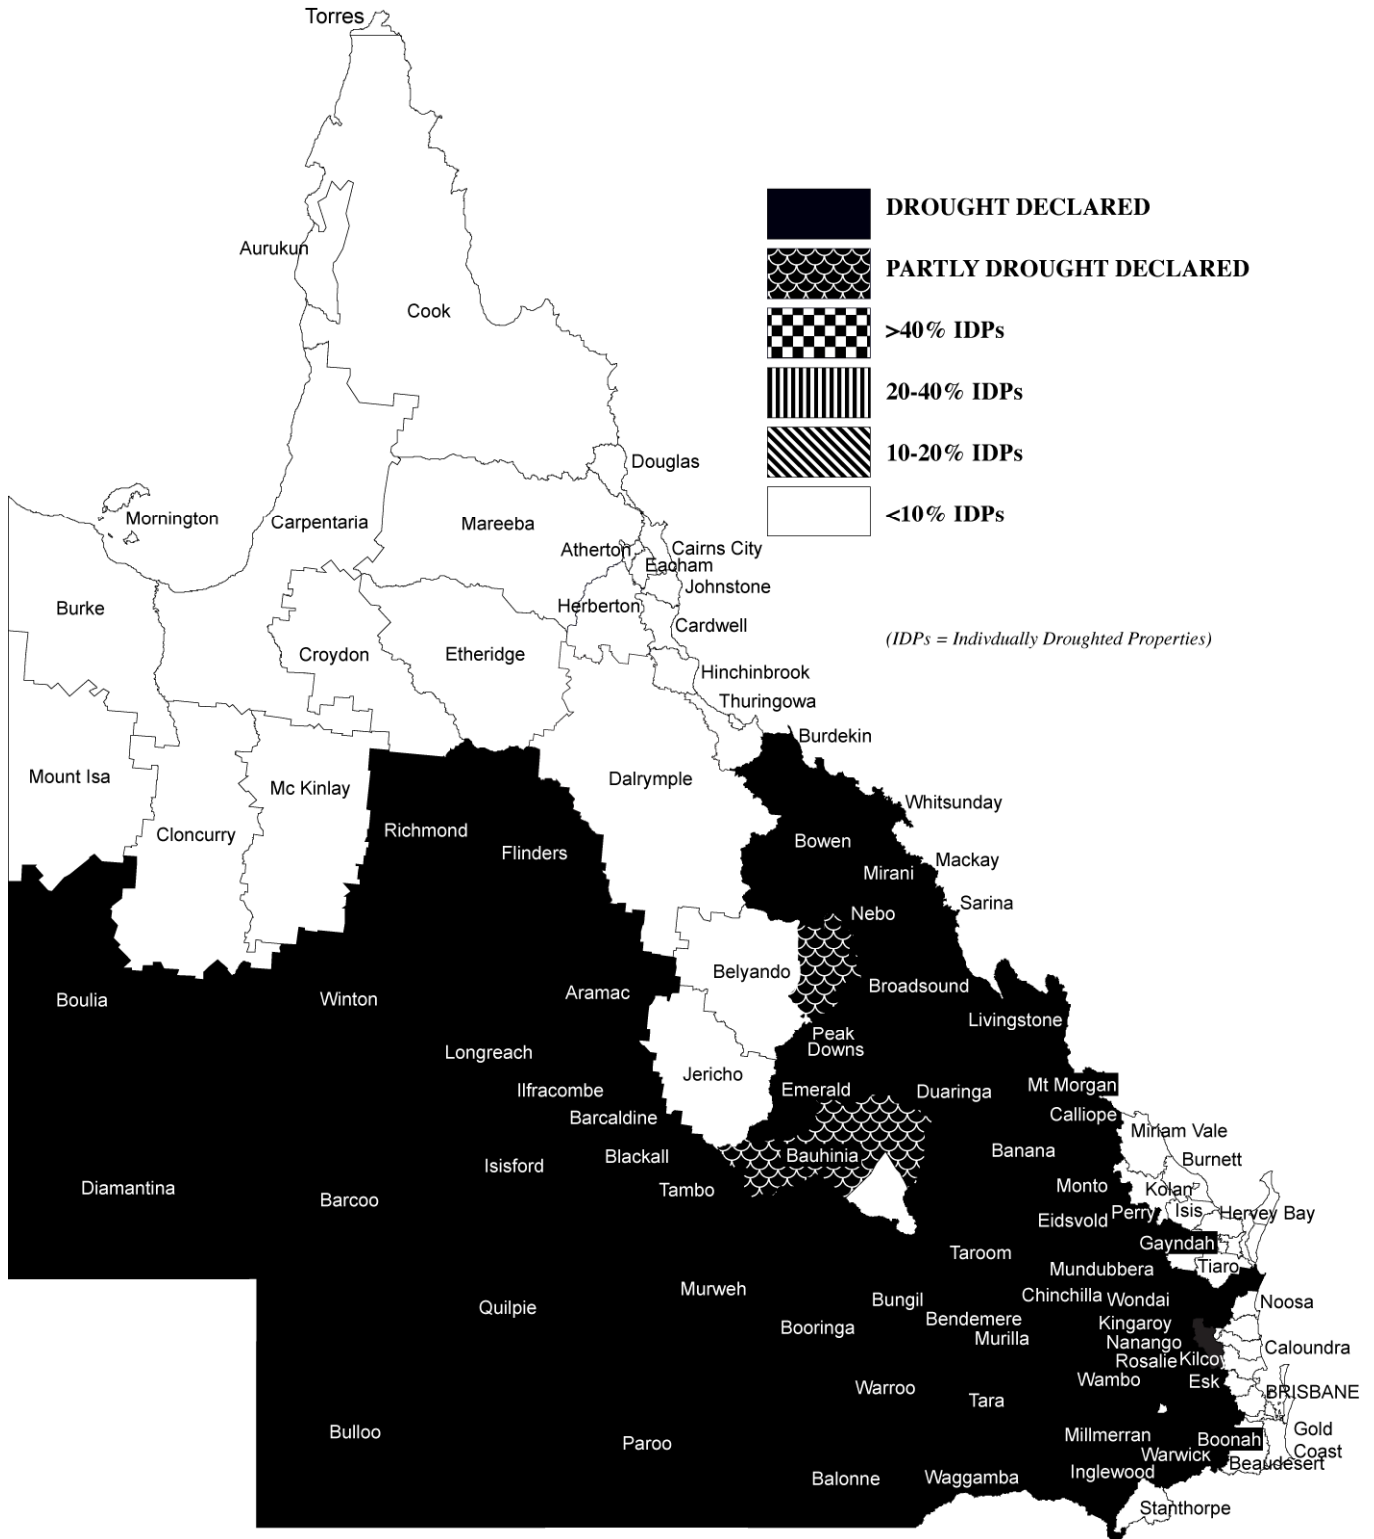 Torres
DROUGHT DECLARED
Aurukun
PARTLY DROUGHT DECLARED
Cook
>40% IDPs
20-40% IDPs
Douglas
10-20% IDPs
Mornington
Carpentaria
Mareeba
<10% IDPs
Atherton
Cairns City
Eacham
Johnstone
Burke
Herberton
Cardwell
(IDPs = Indivdually Droughted Properties)
Croydon
Etheridge
Hinchinbrook
Thuringowa
Burdekin
Mount Isa
Mc Kinlay
Dalrymple
Whitsunday
Cloncurry
Richmond
Flinders
Bowen
Mackay
Mirani
Sarina
Nebo
Belyando
Broadsound
Boulia
Winton
Aramac
Livingstone
Peak
Downs
Longreach
Jericho
Ilfracombe
Emerald
Duaringa
Mt Morgan
Barcaldine
Calliope
Miriam Vale
Isisford
Blackall
Bauhinia
Banana
Burnett
Diamantina
Barcoo
Tambo
Monto
Kolan
Eidsvold
Perry
Isis
Hervey Bay
Taroom
Gayndah
Mundubbera
Tiaro
Murweh
Quilpie
Bungil
Chinchilla
Wondai
Noosa
Booringa
Bendemere
Kingaroy
Murilla
Nanango
Caloundra
Rosalie
Kilcoy
Warroo
Tara
Wambo
Esk
BRISBANE
Bulloo
Paroo
Millmerran
Boonah
Gold
Coast
Warwick
Beaudesert
Balonne
Waggamba
Inglewood
Stanthorpe